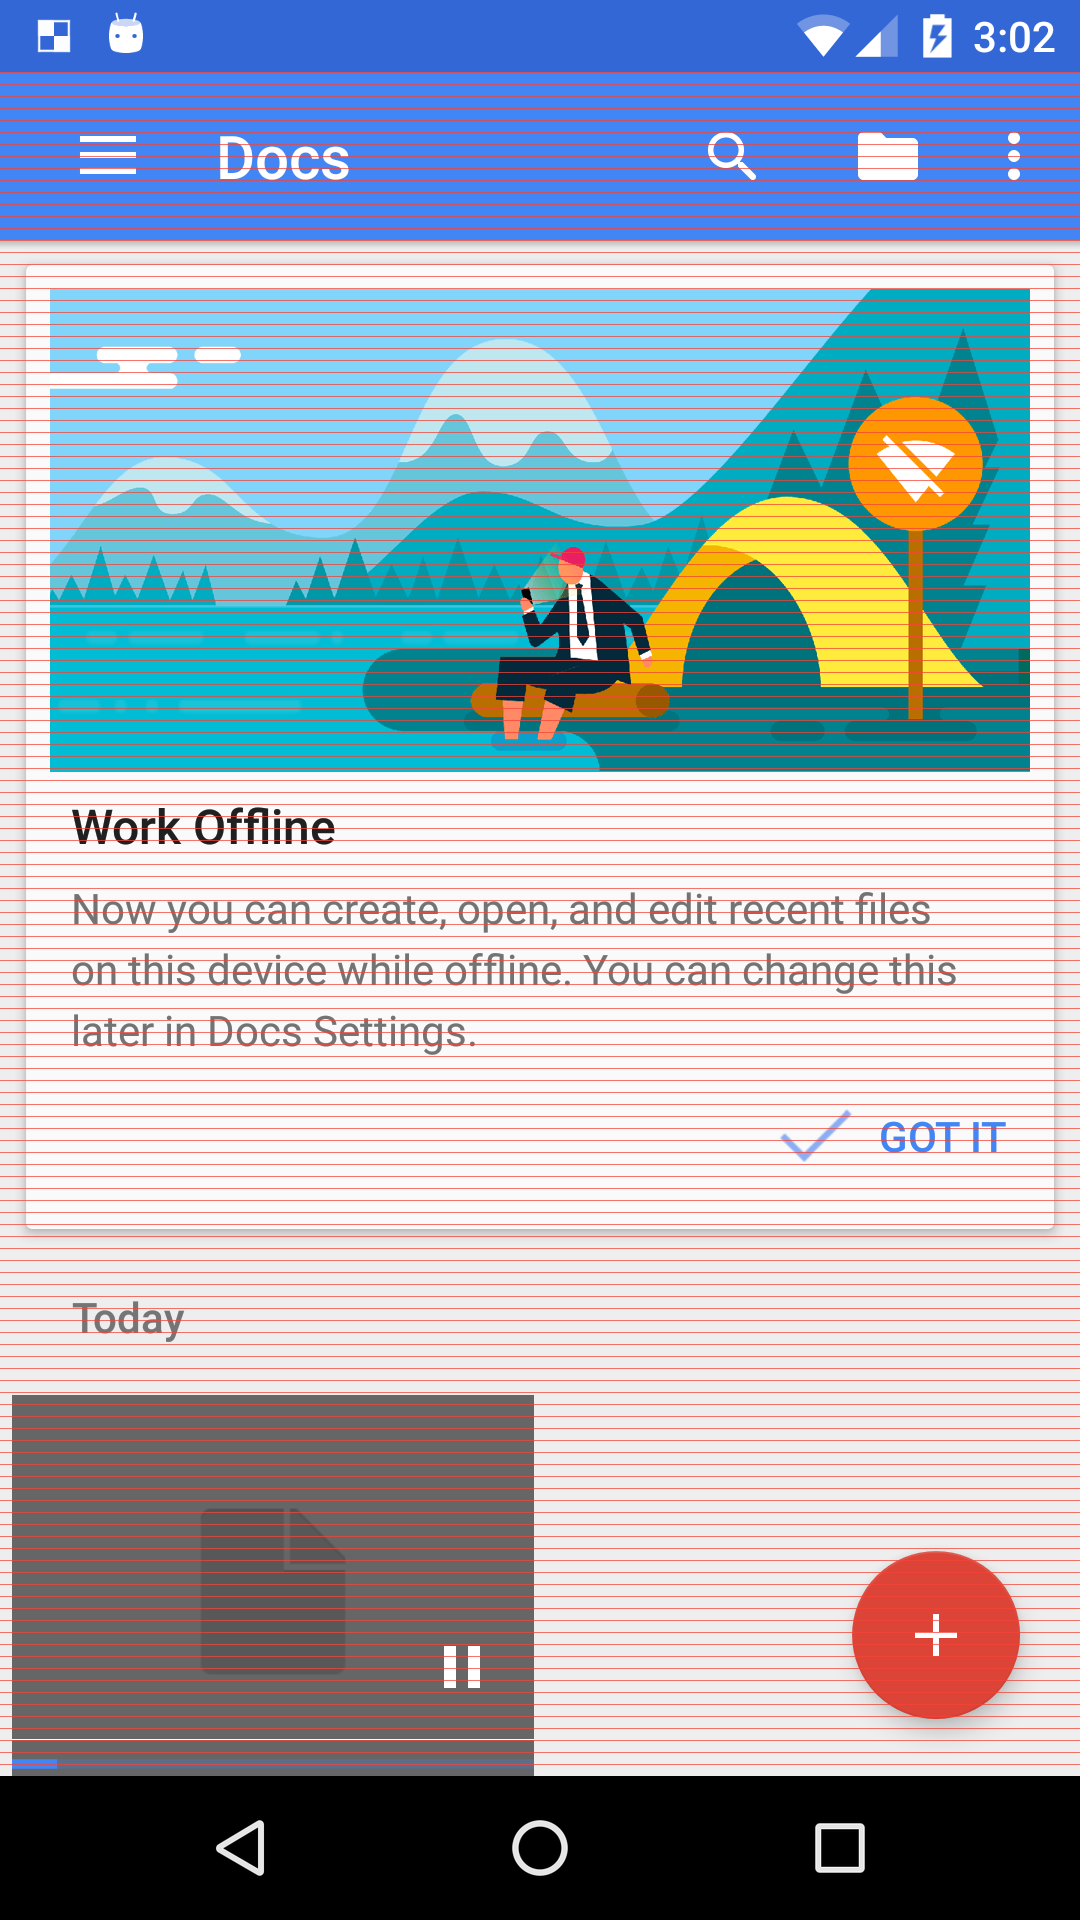 3:02
Docs
Work Offline
Now you can create, open, and edit recent files
on this device while offline. You can change this
later in Docs Settings.
GOT IT
Today